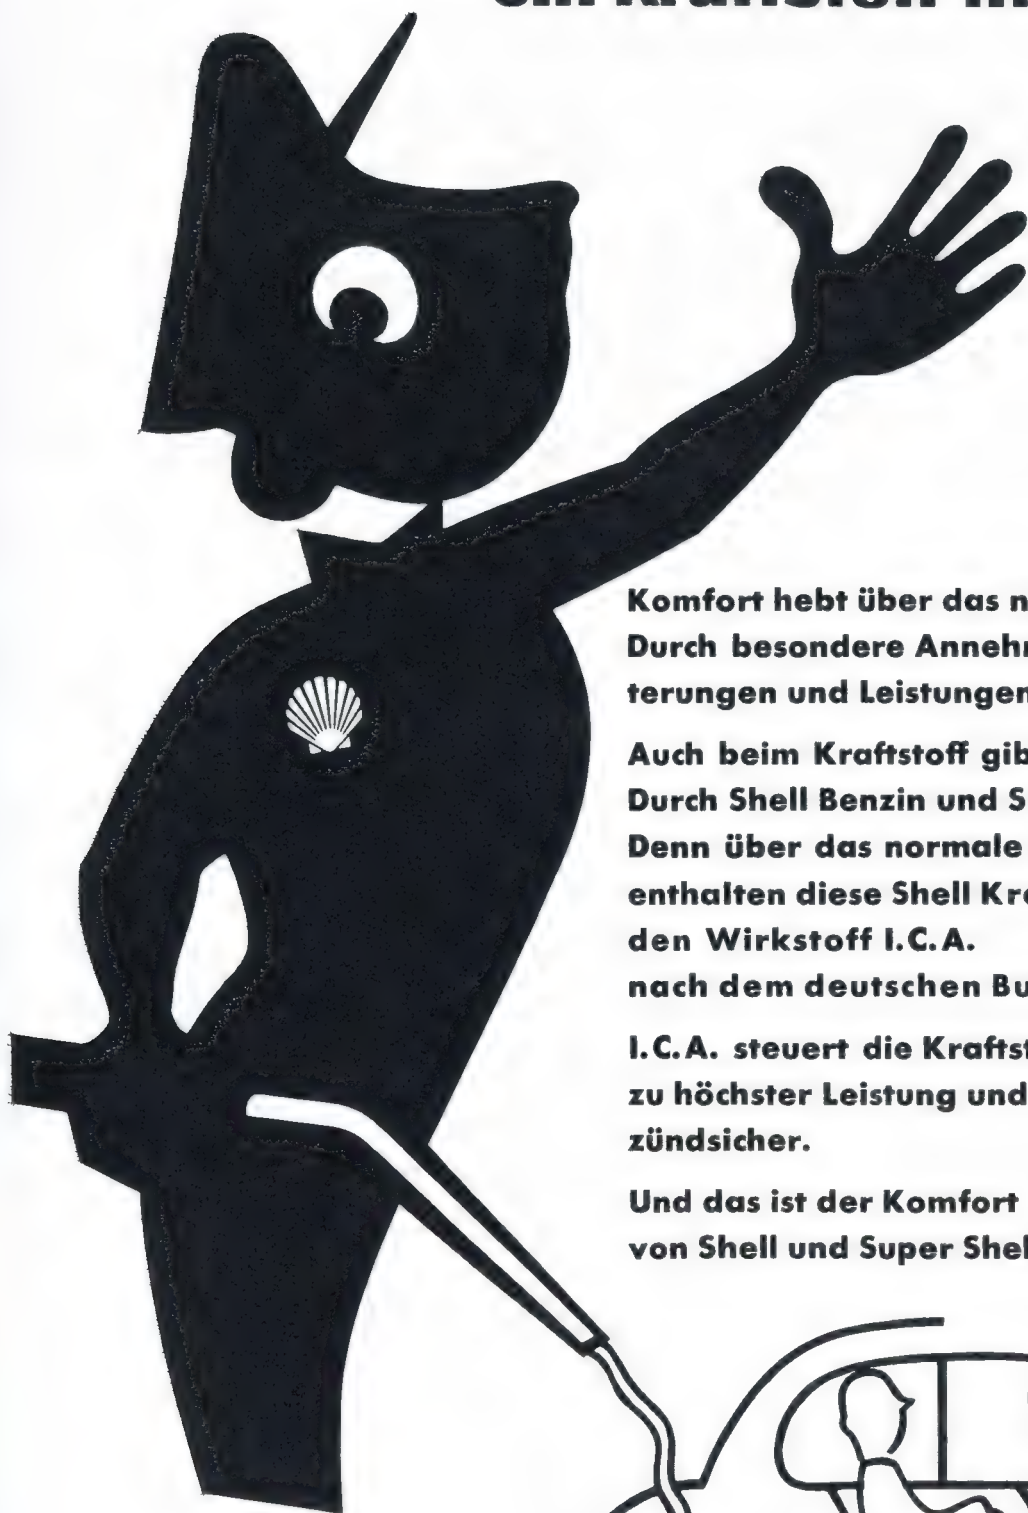 Komfort hebt über das n
Durch besondere Annehm
terungen und Leistungen
Auch beim Kraftstoff gib
Durch Shell Benzin und S
Denn über das normale
enthalten diese Shell Kra
den Wirkstoff I.C.A.
nach dem deutschen Bu
I.C.A. steuert die Kraftst
zu höchster Leistung und
zündsicher.
Und das ist der Komfort
von Shell und Super Shel